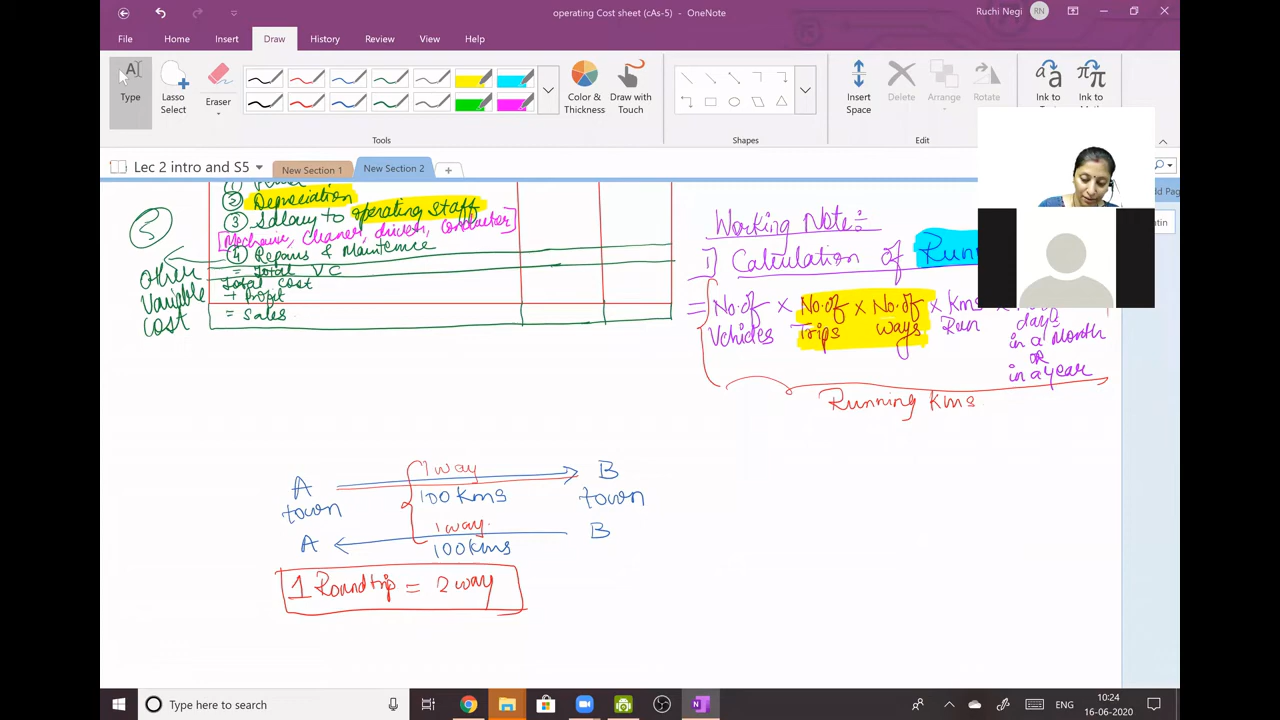 operating Cost sheet (cAs-5) - OneNote
Ruchi Negi RN
File Home Insert Draw History Review View Help
Type
Lasso Select
Eraser
Color & Thickness
Draw with Touch
Insert Space
Delete
Arrange
Rotate
Ink to
Ink to
Tools
Shapes
Edit
Lec 2 intro and S5
New Section 1
New Section 2
② Depreciation
③ Salary to operating staff
Mechanic, cleaner, driver, conductor
④ Repairs & Maintence
= Total VC
Total cost
+ Profit
= Sales
5
other
variable
cost
Working Note:-
1) Calculation of Runn
= No. of Vehicles × No. of Trips × No. of ways × Kms Run ×
days
in a Month
OR
in a year
Running Kms
A town
1 way
100 Kms
B town
1 way
A
100 Kms
B
1 Roundtrip = 2 way
Type here to search
ENG
10:24
16-06-2020